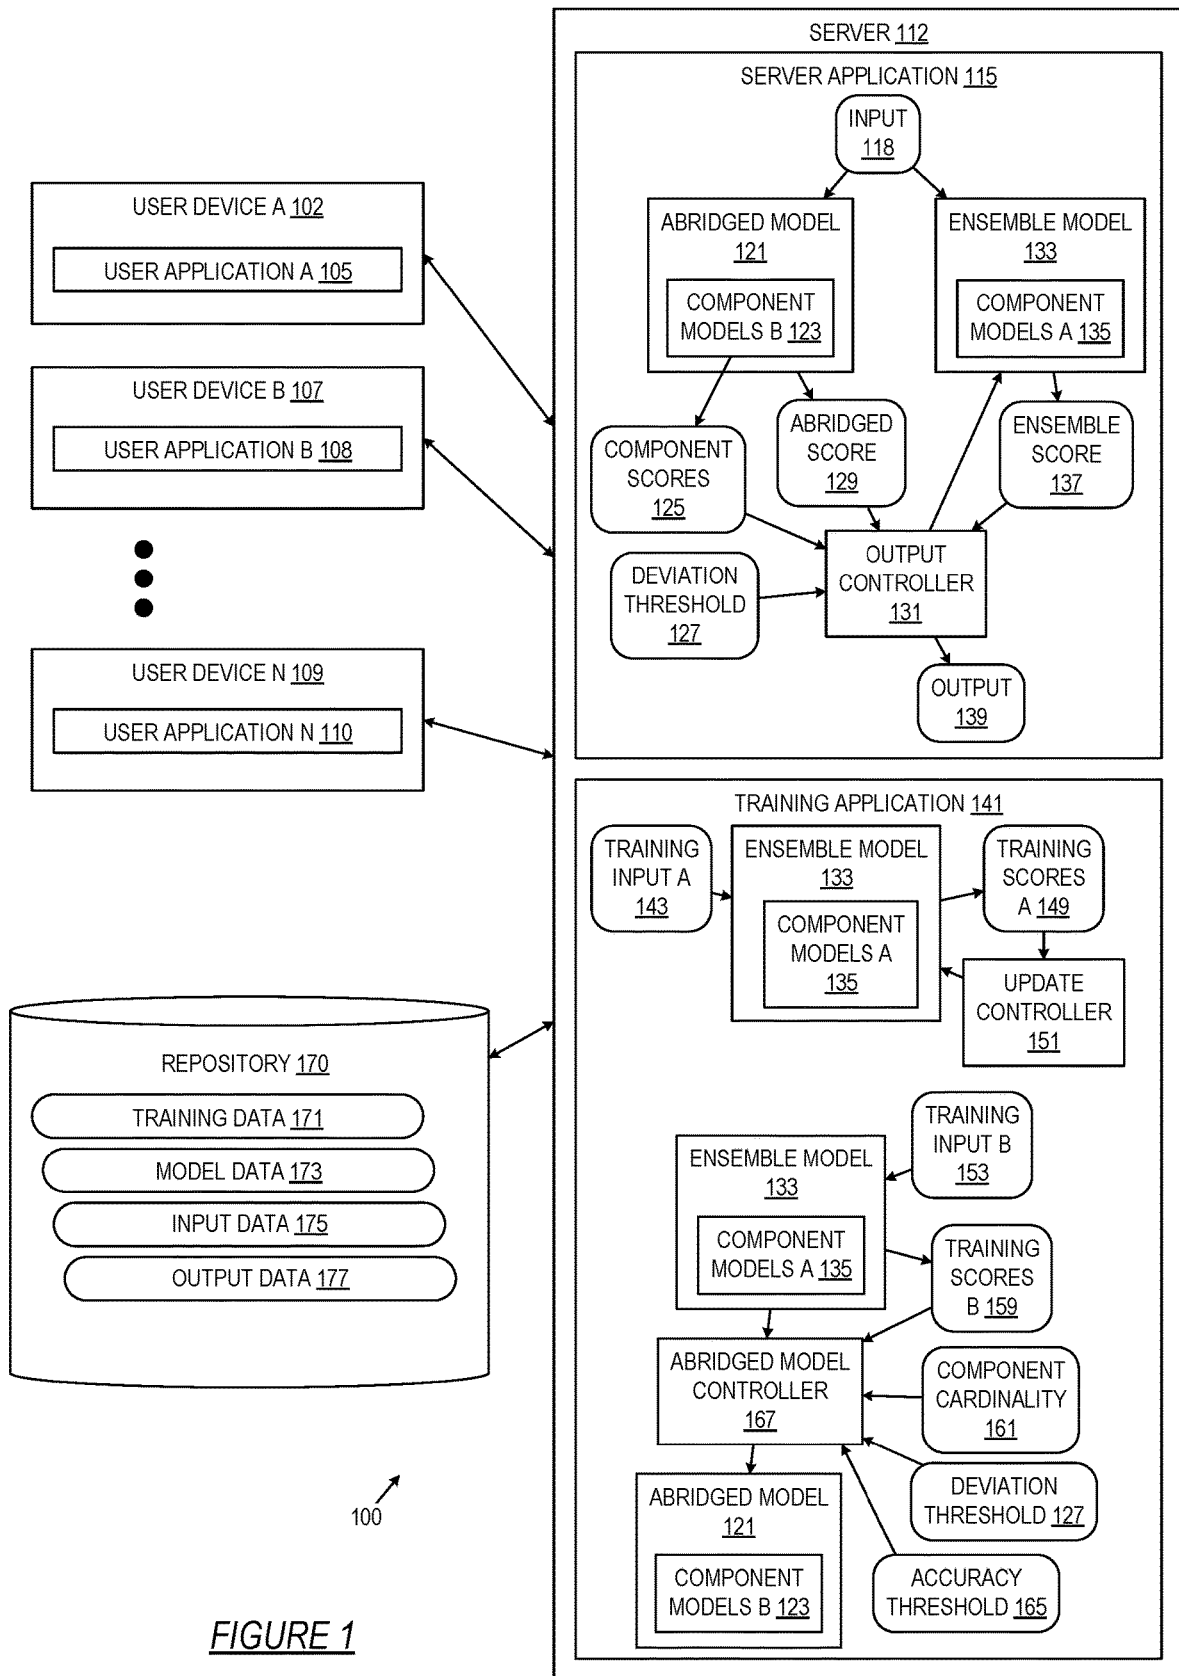 SERVER 112
SERVER APPLICATION 115
INPUT
118
ABRIDGED MODEL
121
COMPONENT
MODELS B 123
ENSEMBLE MODEL
133
COMPONENT
MODELS A 135
COMPONENT
SCORES
125
ABRIDGED
SCORE
129
ENSEMBLE
SCORE
137
DEVIATION
THRESHOLD
127
OUTPUT
CONTROLLER
131
OUTPUT
139
USER DEVICE A 102
USER APPLICATION A 105
USER DEVICE B 107
USER APPLICATION B 108
USER DEVICE N 109
USER APPLICATION N 110
TRAINING APPLICATION 141
TRAINING
INPUT A
143
ENSEMBLE MODEL
133
COMPONENT
MODELS A
135
TRAINING
SCORES
A 149
UPDATE
CONTROLLER
151
TRAINING
INPUT B
153
ENSEMBLE MODEL
133
COMPONENT
MODELS A 135
TRAINING
SCORES
B 159
ABRIDGED MODEL
CONTROLLER
167
COMPONENT
CARDINALITY
161
DEVIATION
THRESHOLD 127
ACCURACY
THRESHOLD 165
ABRIDGED MODEL
121
COMPONENT
MODELS B 123
REPOSITORY 170
TRAINING DATA 171
MODEL DATA 173
INPUT DATA 175
OUTPUT DATA 177
100
FIGURE 1